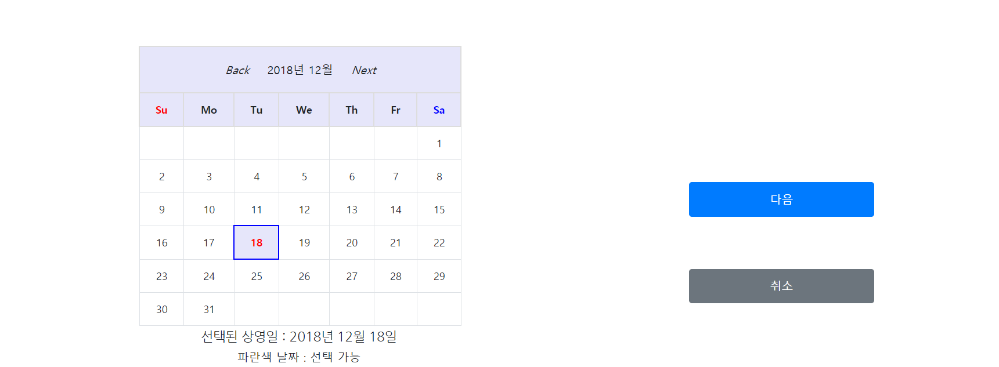 Back 2018년 12월 Next
Su Mo Tu We Th Fr Sa
1
2 3 4 5 6 7 8
9 10 11 12 13 14 15
16 17 18 19 20 21 22
23 24 25 26 27 28 29
30 31
선택된 상영일 : 2018년 12월 18일
파란색 날짜 : 선택 가능
다음
취소